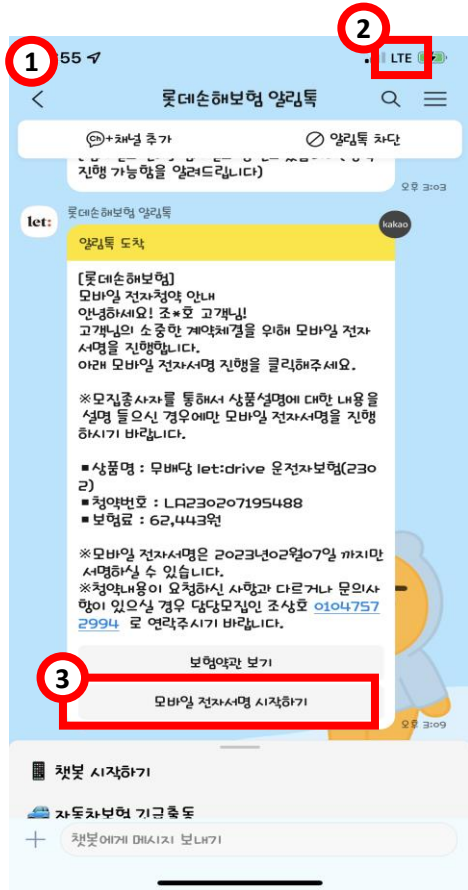 2
1
55
LTE
롯데손해보험 알림톡
+채널 추가
알림톡 차단
진행 가능함을 알려드립니다)
오후 3:03
let:
롯데손해보험 알림톡
kakao
알림톡 도착
[롯데손해보험]
모바일 전자청약 안내
안녕하세요! 조*호 고객님!
고객님의 소중한 계약체결을 위해 모바일 전자
서명을 진행합니다.
아래 모바일 전자서명 진행을 클릭해주세요.
※모집종사자를 통해서 상품설명에 대한 내용을
설명 들으신 경우에만 모바일 전자서명을 진행
하시기 바랍니다.
■상품명 : 무배당 let:drive 운전자보험(230
2)
■청약번호 : LA230207195488
■보험료 : 62,443원
※모바일 전자서명은 2023년02월07일 까지만
서명하실 수 있습니다.
※청약내용이 요청하신 사항과 다르거나 문의사
항이 있으실 경우 담당모집인 조상호 0104757
2994 로 연락주시기 바랍니다.
보험약관 보기
3
모바일 전자서명 시작하기
오후 3:09
챗봇 시작하기
자동차보험 긴급출동
챗봇에게 메시지 보내기